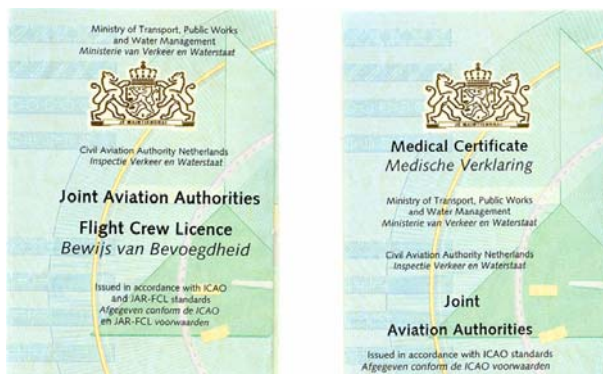 Ministry of Transport, Public Works
and Water Management
Ministerie van Verkeer en Waterstaat
Civil Aviation Authority Netherlands
Inspectie Verkeer en Waterstaat
Joint Aviation Authorities
Flight Crew Licence
Bewijs van Bevoegdheid
Issued in accordance with ICAO
and JAR-FCL standards
Afgegeven conform de ICAO
en JAR-FCL voorwaarden
Medical Certificate
Medische Verklaring
Ministry of Transport, Public Works
and Water Management
Ministerie van Verkeer en Waterstaat
Civil Aviation Authority Netherlands
Inspectie Verkeer en Waterstaat
Joint
Aviation Authorities
Issued in accordance with ICAO standards
Afgegeven conform de ICAO voorwaarden